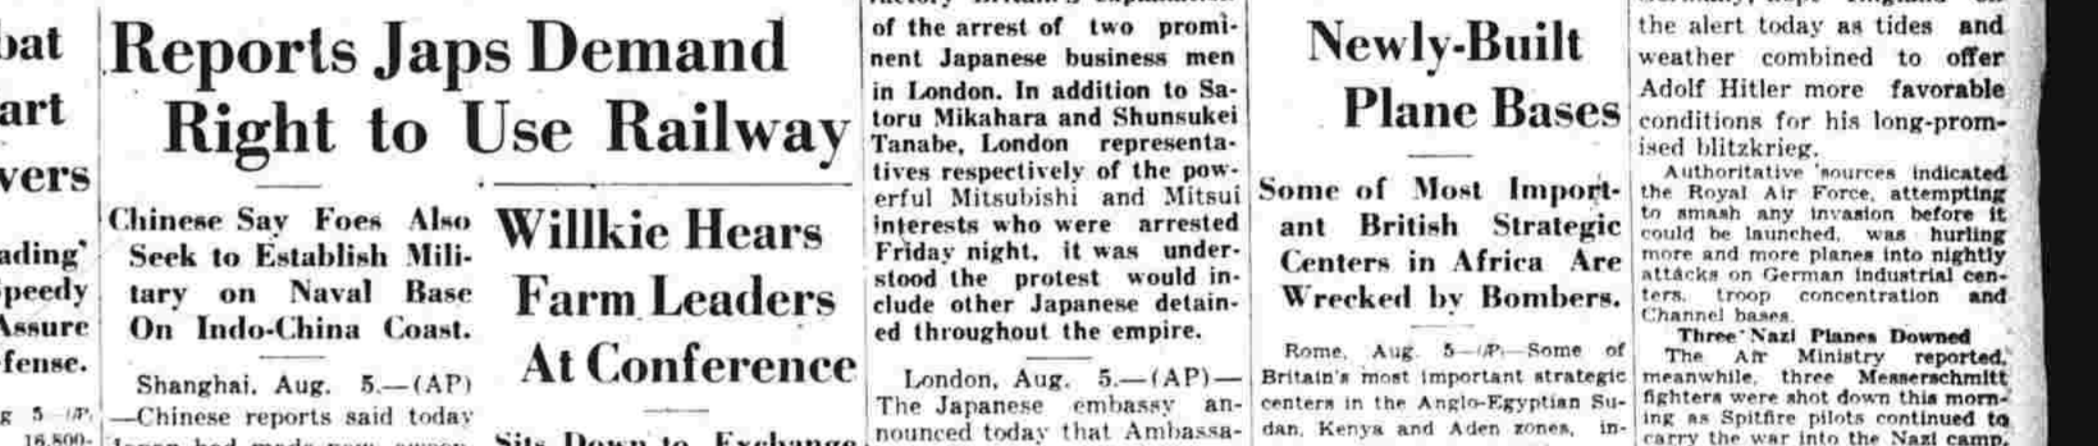 oat
art
vers
ading'
peedy
Assure
fense.
g 5 (AP).
16,800-
Reports Japs Demand
Right to Use Railway
Chinese Say Foes Also
Seek to Establish Mili-
tary on Naval Base
On Indo-China Coast.
Shanghai, Aug. 5.—(AP)
—Chinese reports said today
Willkie Hears
Farm Leaders
At Conference
Sits Down to Exchange
of the arrest of two promi-
nent Japanese business men
in London. In addition to Sa-
toru Mikahara and Shunsukei
Tanabe, London representa-
tives respectively of the pow-
erful Mitsubishi and Mitsui
interests who were arrested
Friday night, it was under-
stood the protest would in-
clude other Japanese detain-
ed throughout the empire.
London, Aug. 5.—(AP)—
The Japanese embassy an-
nounced today that Ambassa-
Newly-Built
Plane Bases
Some of Most Import-
ant British Strategic
Centers in Africa Are
Wrecked by Bombers.
Rome, Aug. 5—(AP)—Some of
Britain's most important strategic
centers in the Anglo-Egyptian Su-
dan, Kenya and Aden zones, in-
the alert today as tides and
weather combined to offer
Adolf Hitler more favorable
conditions for his long-prom-
ised blitzkrieg.
Authoritative sources indicated
the Royal Air Force, attempting
to smash any invasion before it
could be launched, was hurling
more and more planes into nightly
attacks on German industrial cen-
ters, troop concentration and
Channel bases.
Three Nazi Planes Downed
The Air Ministry reported,
meanwhile, three Messerschmitt
fighters were shot down this morn-
ing as Spitfire pilots continued to
carry the war into the Nazi camp